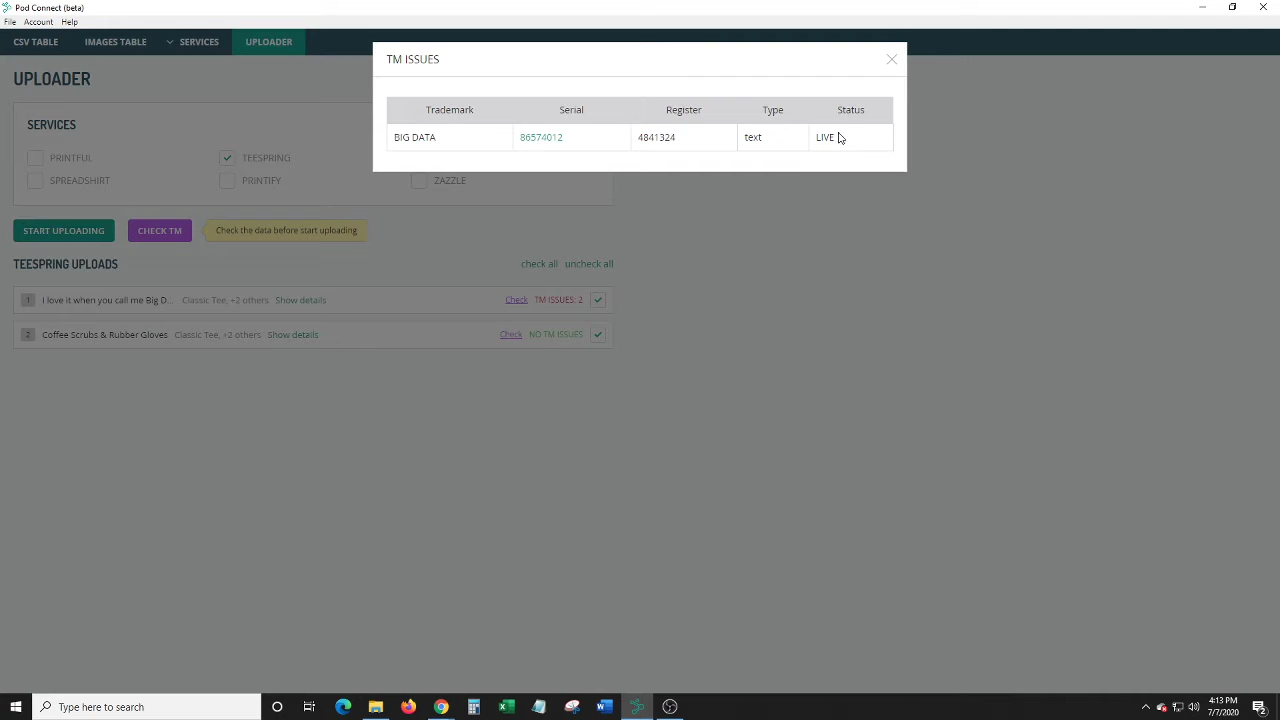 Pod Connect (beta)
File Account Help
CSV TABLE IMAGES TABLE SERVICES UPLOADER
TM ISSUES
Trademark Serial Register Type Status
BIG DATA 86574012 4841324 text LIVE
UPLOADER
SERVICES
PRINTFUL TEESPRING
SPREADSHIRT PRINTIFY ZAZZLE
START UPLOADING CHECK TM Check the data before start uploading
TEESPRING UPLOADS check all uncheck all
1 I love it when you call me Big D... Classic Tee, +2 others Show details Check TM ISSUES: 2
2 Coffee Scrubs & Rubber Gloves Classic Tee, +2 others Show details Check NO TM ISSUES
Type here to search
4:13 PM
7/7/2020
2